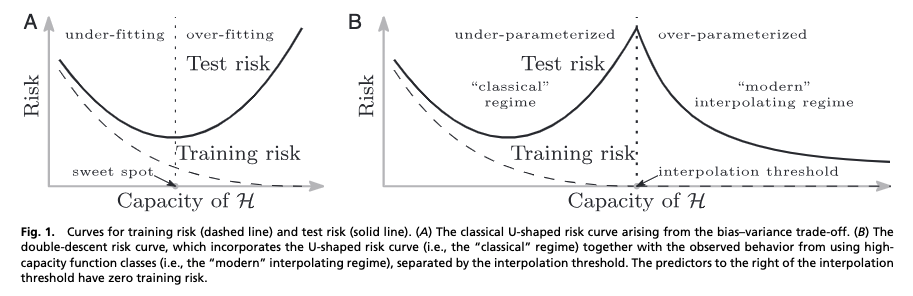 A
under-fitting
over-fitting
Test risk
Risk
Training risk
sweet spot
Capacity of ℋ
B
under-parameterized
over-parameterized
Test risk
“classical”
regime
“modern”
interpolating regime
Risk
Training risk
interpolation threshold
Capacity of ℋ
Fig. 1. Curves for training risk (dashed line) and test risk (solid line). (A) The classical U-shaped risk curve arising from the bias–variance trade-off. (B) The
double-descent risk curve, which incorporates the U-shaped risk curve (i.e., the “classical” regime) together with the observed behavior from using high-
capacity function classes (i.e., the “modern” interpolating regime), separated by the interpolation threshold. The predictors to the right of the interpolation
threshold have zero training risk.